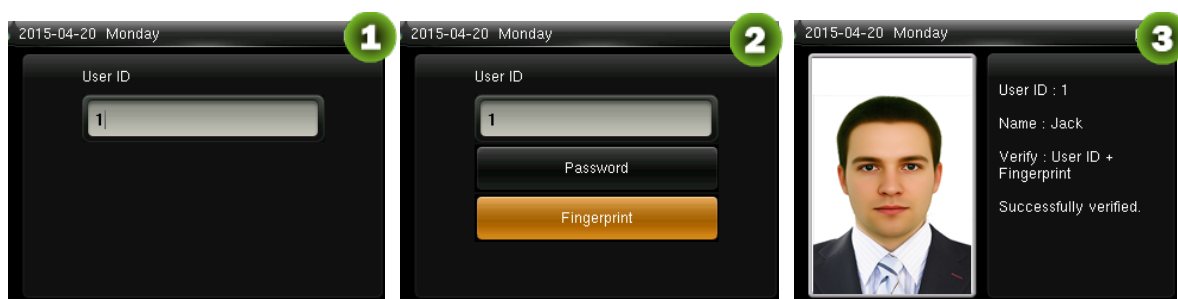 2015-04-20 Monday
1
User ID
1
2015-04-20 Monday
2
User ID
1
Password
Fingerprint
2015-04-20 Monday
3
User ID : 1
Name : Jack
Verify : User ID +
Fingerprint
Successfully verified.